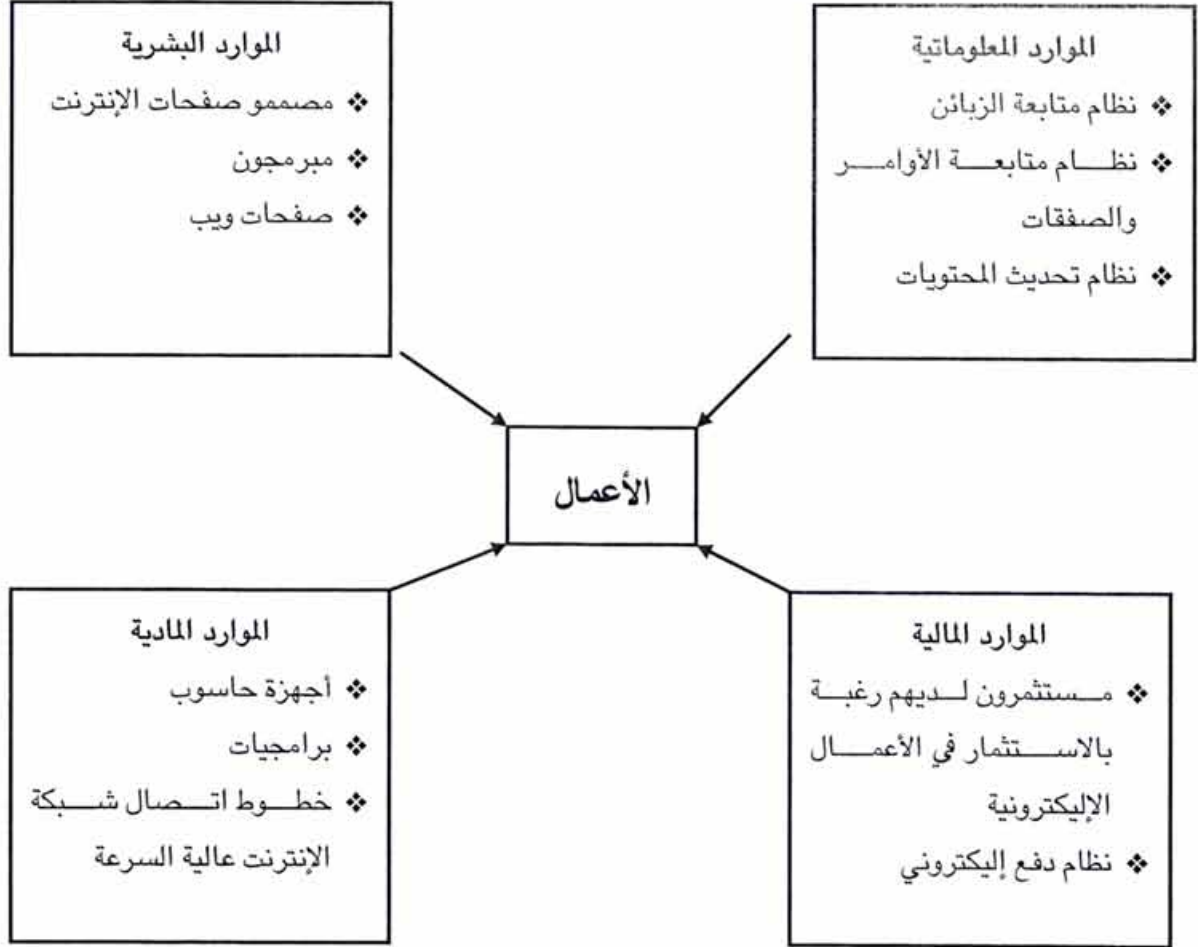 الموارد المعلوماتية
❖ نظام متابعة الزبائن
❖ نظام متابعة الأوامر
والصفقات
❖ نظام تحديث المحتويات
الموارد البشرية
❖ مصممو صفحات الإنترنت
❖ مبرمجون
❖ صفحات ويب
الأعمال
الموارد المالية
❖ مستثمرون لديهم رغبة
بالاستثمار في الأعمال
الإليكترونية
❖ نظام دفع إليكتروني
الموارد المادية
❖ أجهزة حاسوب
❖ برامجيات
❖ خطوط اتصال شبكة
الإنترنت عالية السرعة